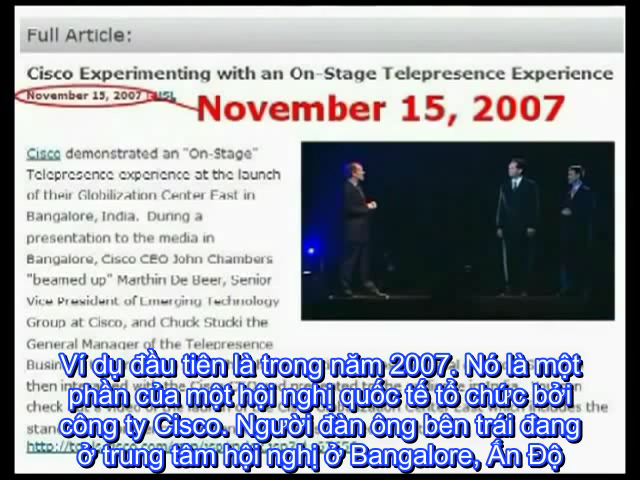 Full Article:
Cisco Experimenting with an On-Stage Telepresence Experience
November 15, 2007
November 15, 2007
Cisco demonstrated an "On-Stage"
Telepresence experience at the launch
of their Globilization Center East in
Bangalore, India. During a
presentation to the media in
Bangalore, Cisco CEO John Chambers
"beamed up" Marthin De Beer, Senior
Vice President of Emerging Technology
Group at Cisco, and Chuck Stucki the
General Manager of the Telepresence
Ví dụ đầu tiên là trong năm 2007. Nó là một
phần của một hội nghị quốc tế tổ chức bởi
công ty Cisco. Người đàn ông bên trái đang
ở trung tâm hội nghị ở Bangalore, Ấn Độ